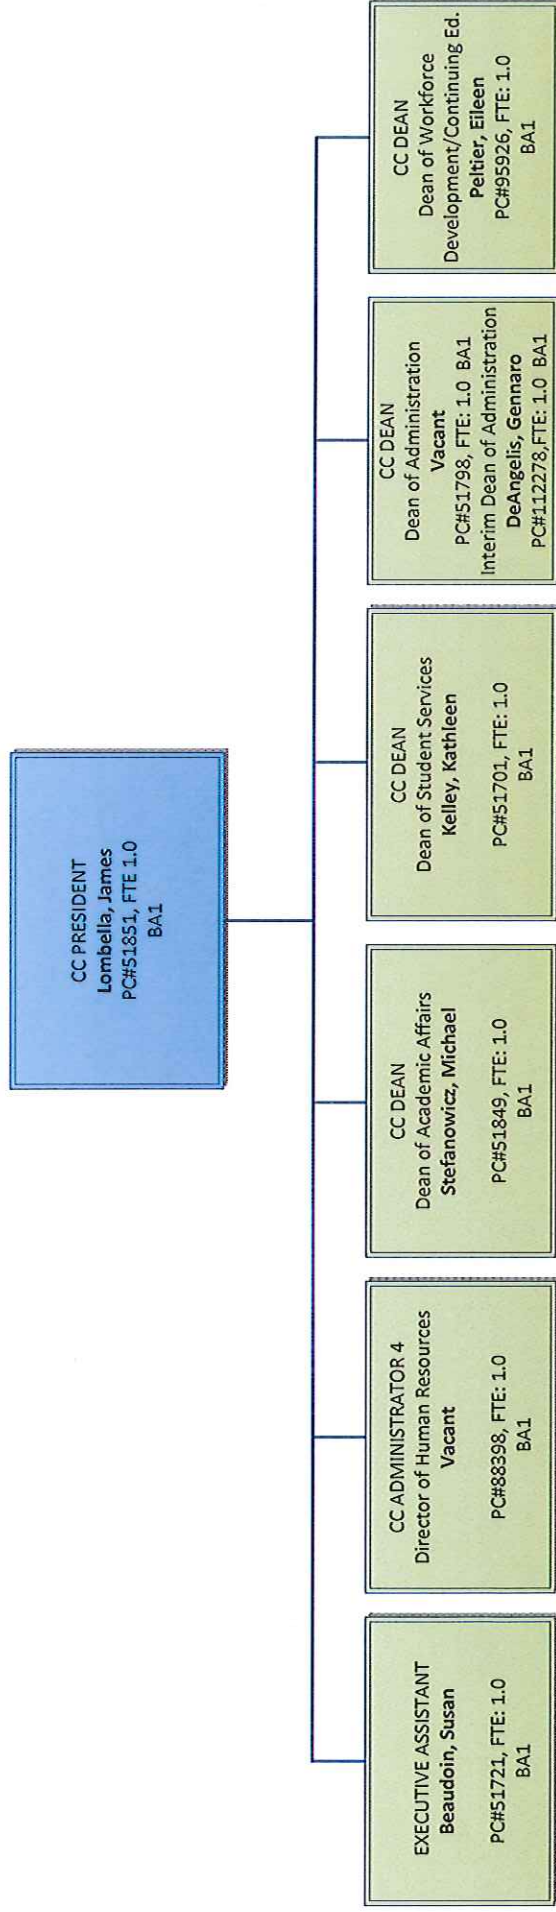 CC PRESIDENT
Lombella, James
PC#51851, FTE 1.0
BA1
EXECUTIVE ASSISTANT
Beaudoin, Susan
PC#51721, FTE: 1.0
BA1
CC ADMINISTRATOR 4
Director of Human Resources
Vacant
PC#88398, FTE: 1.0
BA1
CC DEAN
Dean of Academic Affairs
Stefanowicz, Michael
PC#51849, FTE: 1.0
BA1
CC DEAN
Dean of Student Services
Kelley, Kathleen
PC#51701, FTE: 1.0
BA1
CC DEAN
Dean of Administration
Vacant
PC#51798, FTE: 1.0 BA1
Interim Dean of Administration
DeAngelis, Gennaro
PC#112278,FTE: 1.0 BA1
CC DEAN
Dean of Workforce
Development/Continuing Ed.
Peltier, Eileen
PC#95926, FTE: 1.0
BA1